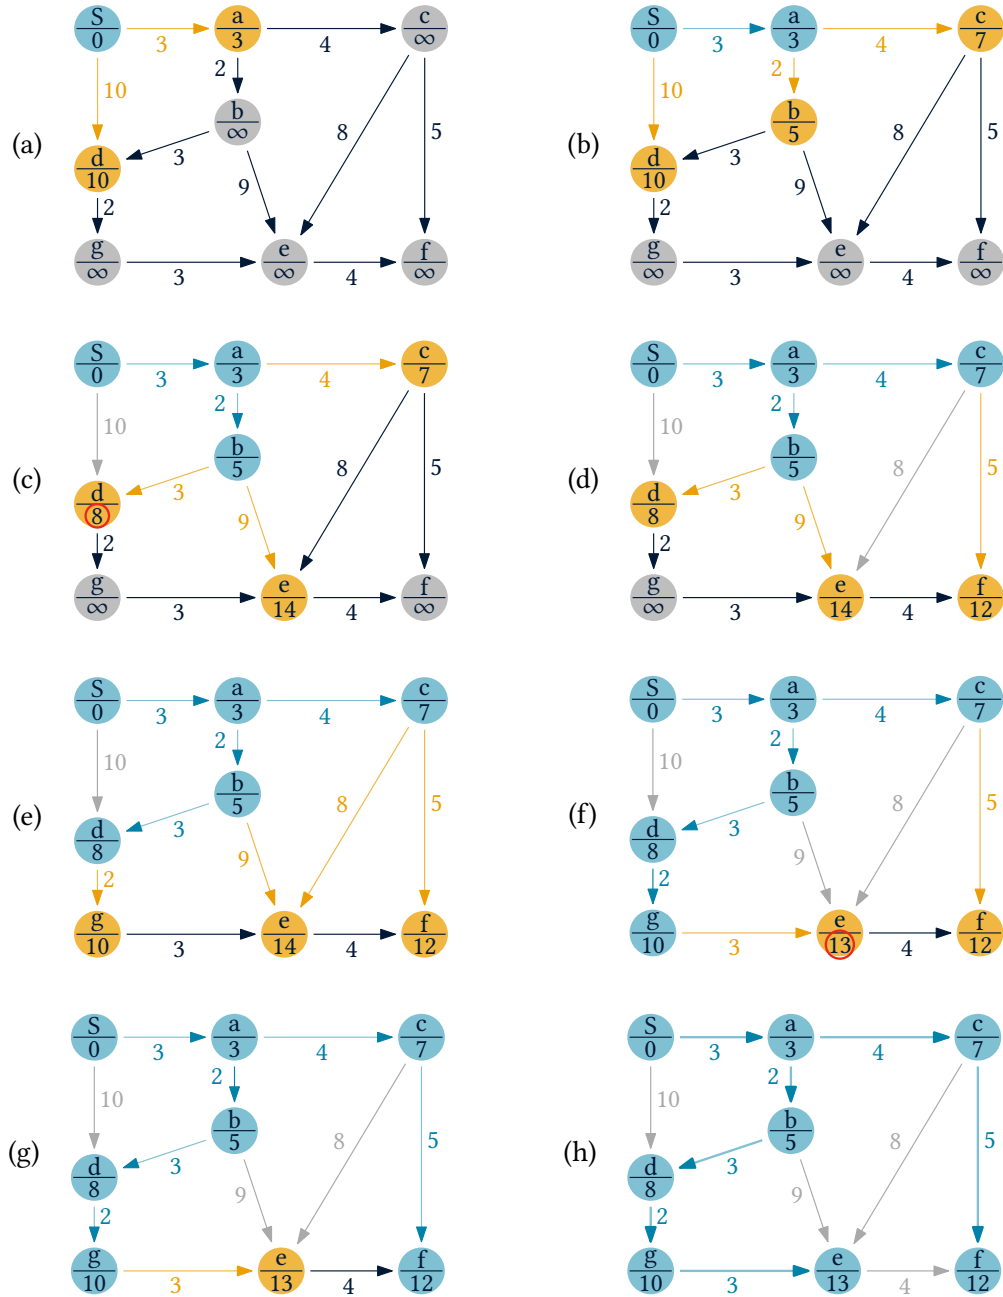 S a c
0 3 3 4 ∞
2
10 b
∞ 8 5
(a)
d 3
10 9
2
g e f
∞ 3 ∞ 4 ∞
S a c
0 3 3 4 7
2
10 b
5 8 5
(b)
d 3
10 9
2
g e f
∞ 3 ∞ 4 ∞
S a c
0 3 3 4 7
2
10 b
5 8 5
(c)
d 3
8 9
2
g e f
∞ 3 14 4 ∞
S a c
0 3 3 4 7
2
10 b
5 8 5
(d)
d 3
8 9
2
g e f
∞ 3 14 4 12
S a c
0 3 3 4 7
2
10 b
5 8 5
(e)
d 3
8 9
2
g e f
10 3 14 4 12
S a c
0 3 3 4 7
2
10 b
5 8 5
(f)
d 3
8 9
2
g e f
10 3 13 4 12
S a c
0 3 3 4 7
2
10 b
5 8 5
(g)
d 3
8 9
2
g e f
10 3 13 4 12
S a c
0 3 3 4 7
2
10 b
5 8 5
(h)
d 3
8 9
2
g e f
10 3 13 4 12